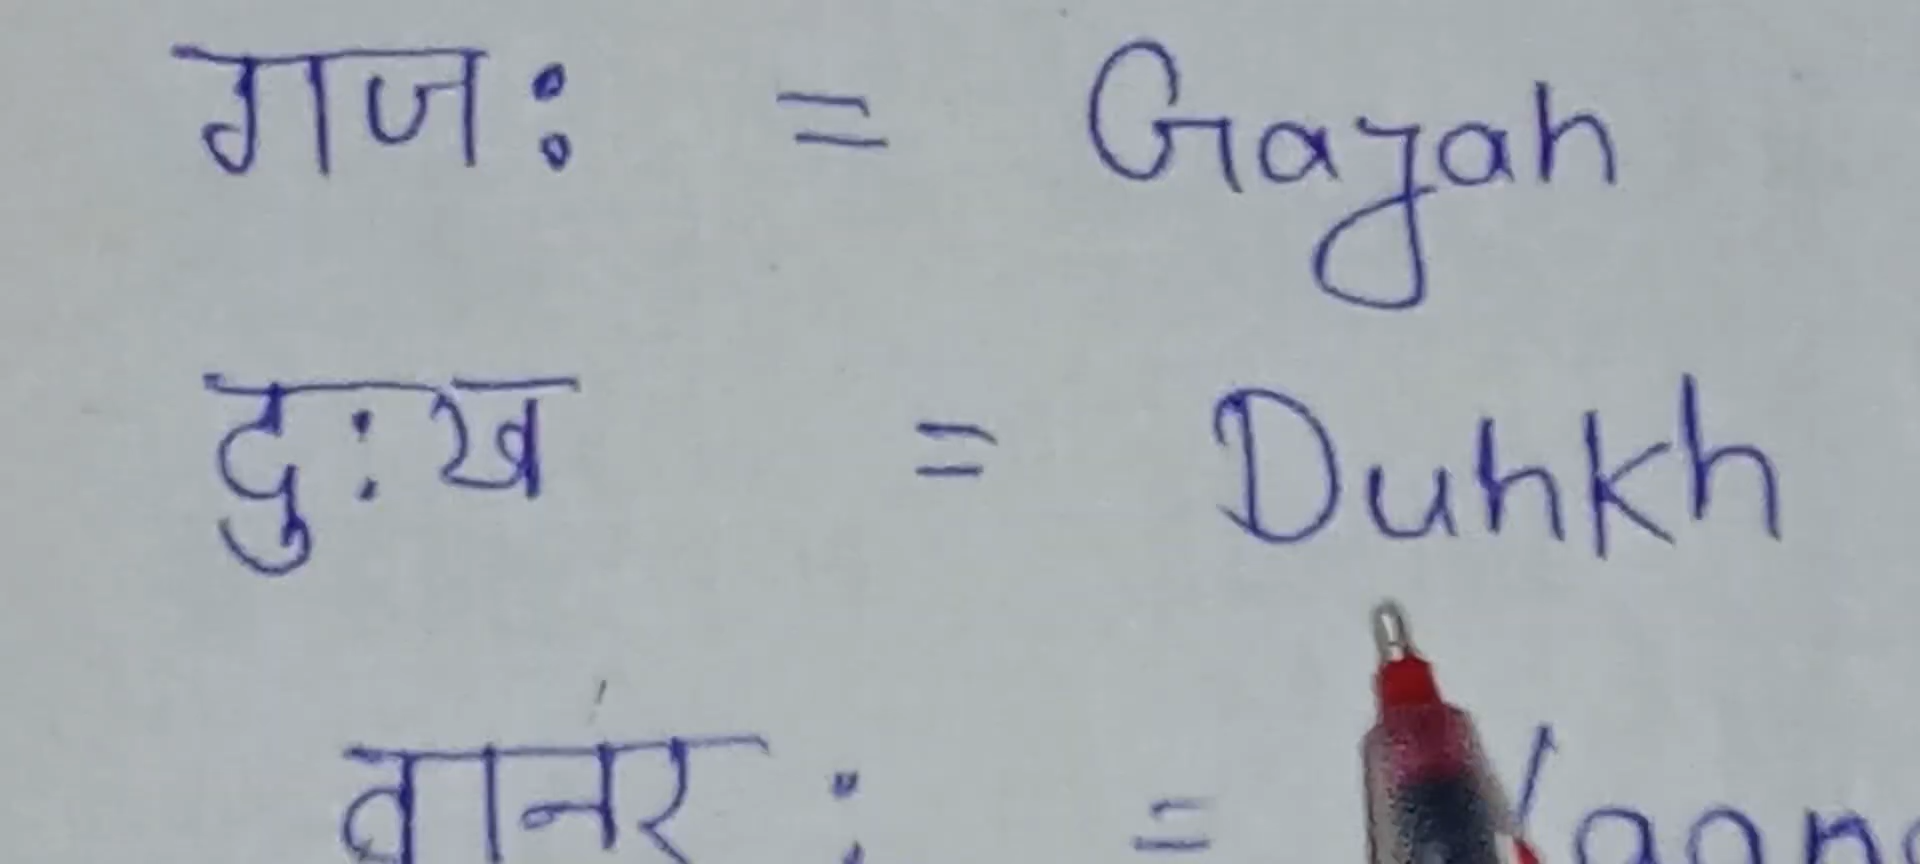 गजः = Gajah
दुःख = Duhkh
वानरः =